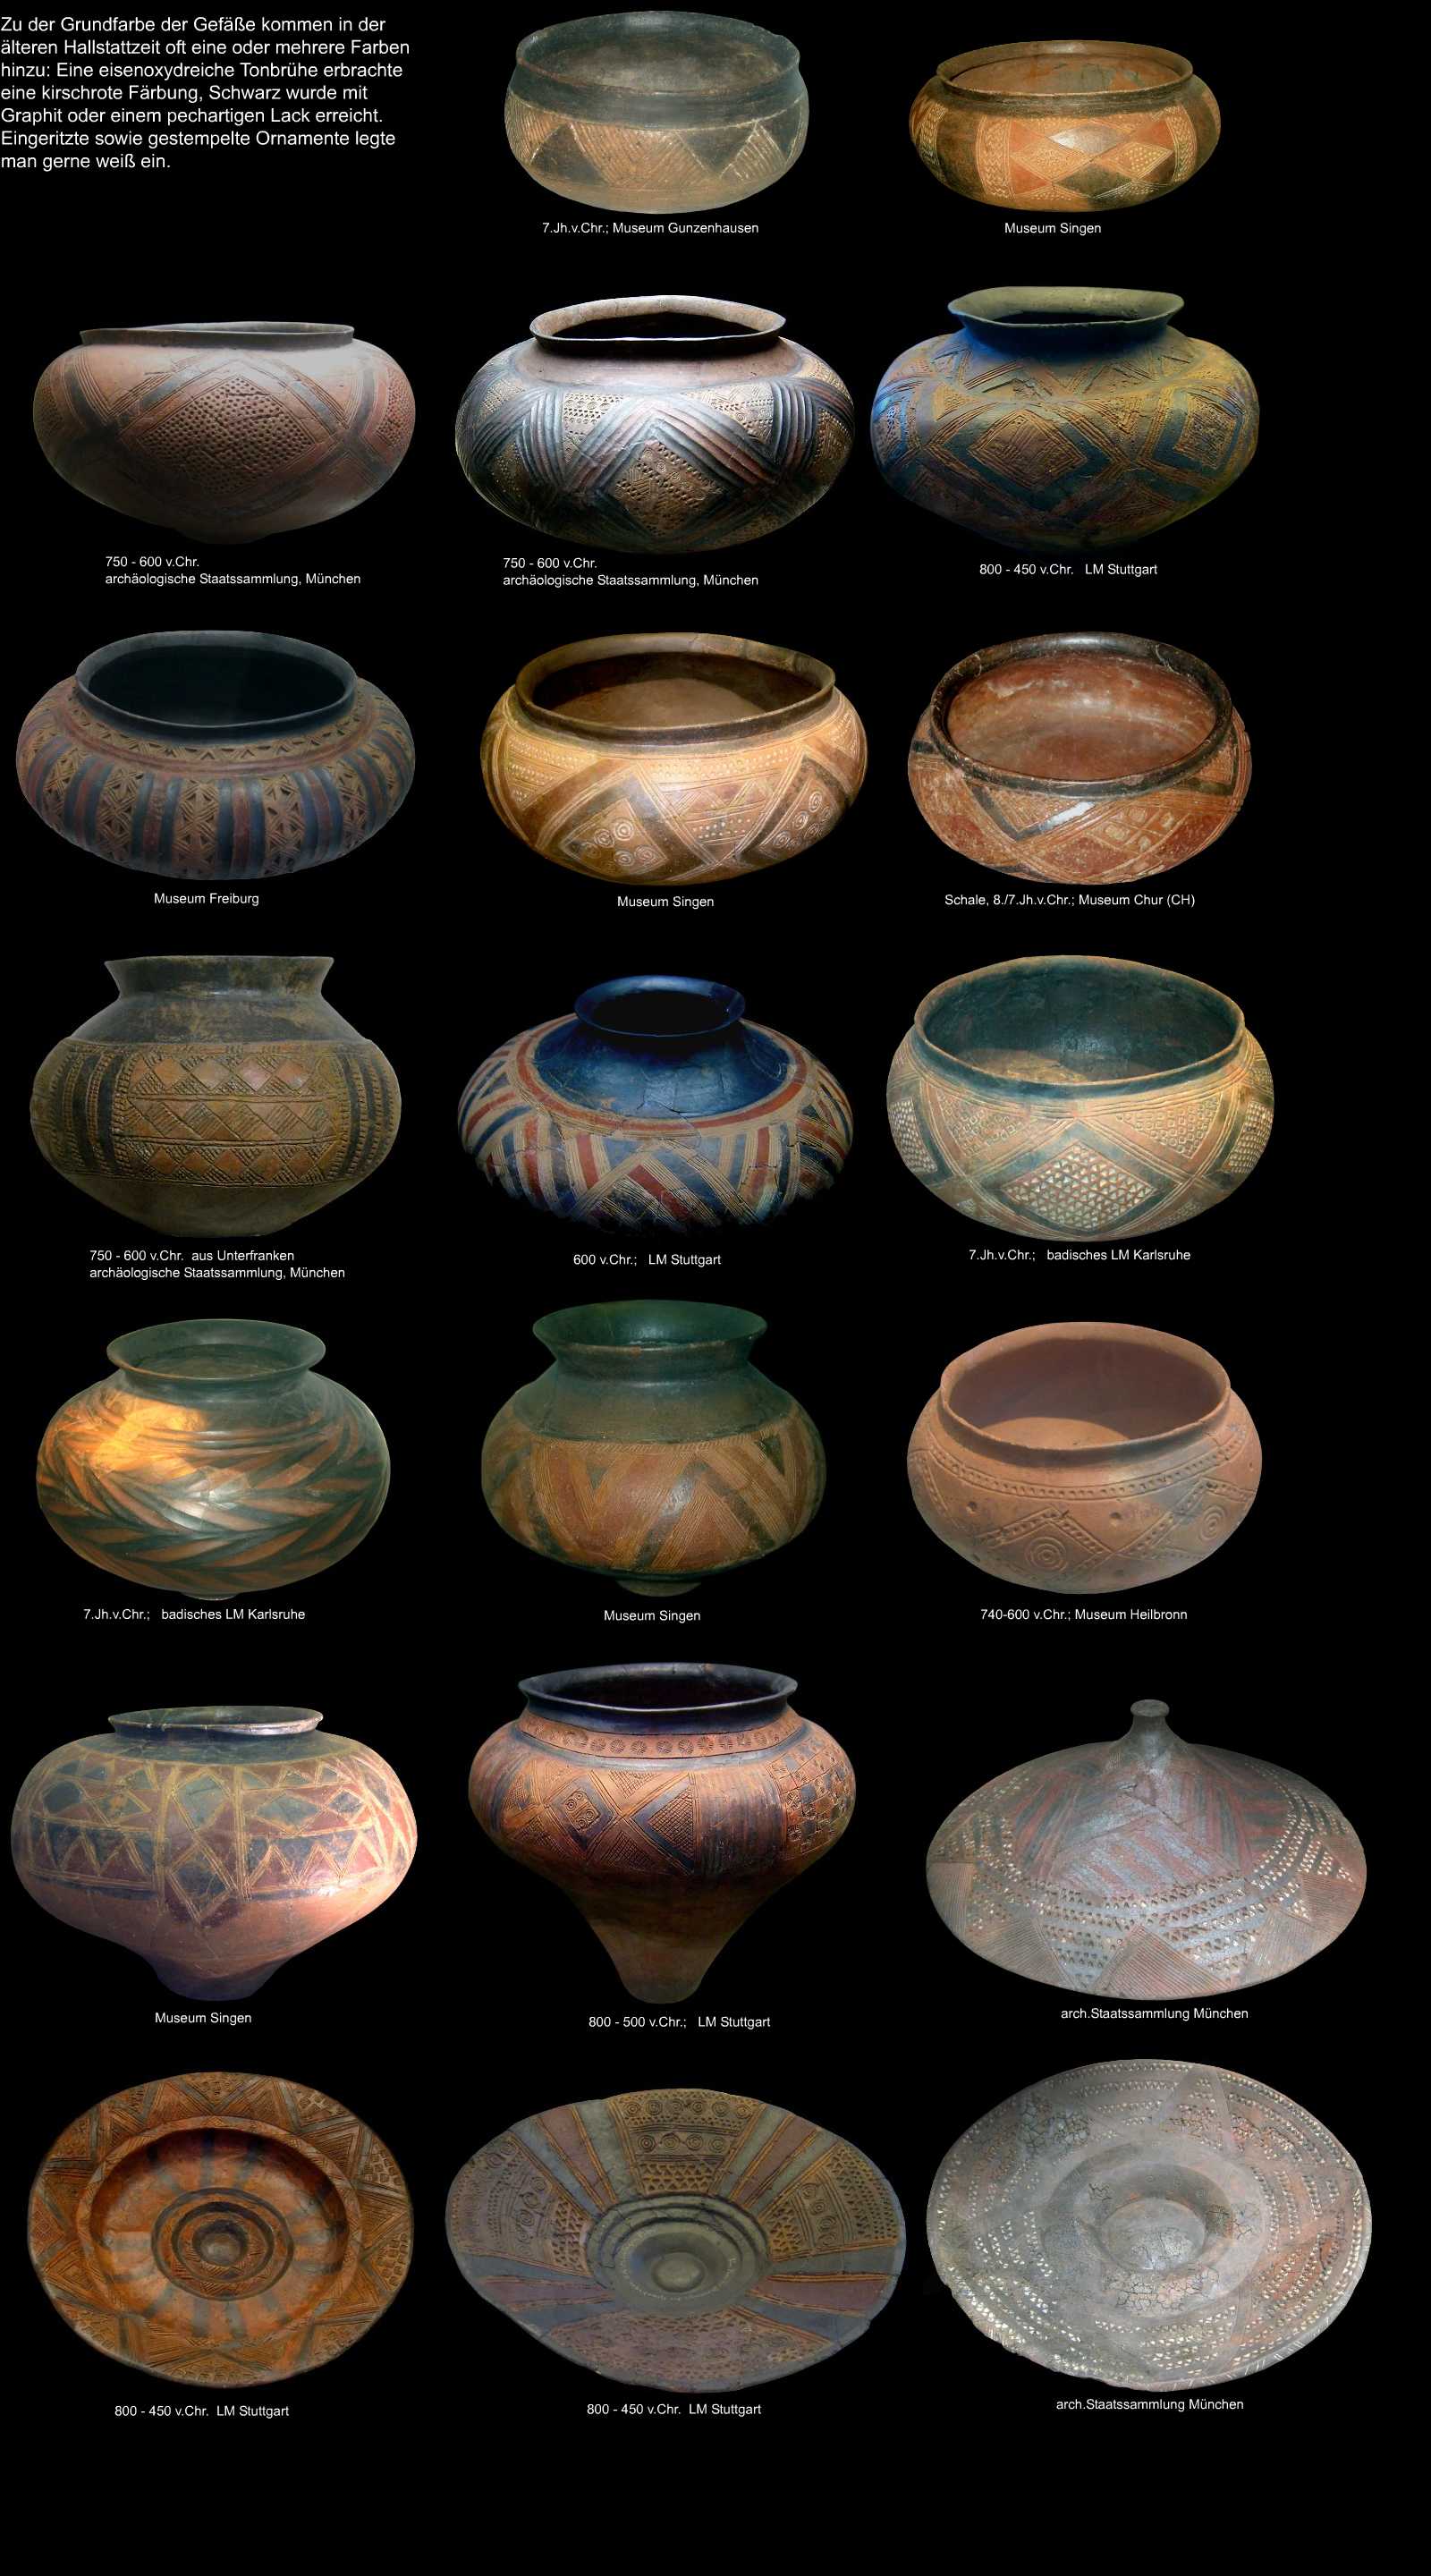 Zu der Grundfarbe der Gefäße kommen in der
älteren Hallstattzeit oft eine oder mehrere Farben
hinzu: Eine eisenoxydreiche Tonbrühe erbrachte
eine kirschrote Färbung, Schwarz wurde mit
Graphit oder einem pechartigen Lack erreicht.
Eingeritzte sowie gestempelte Ornamente legte
man gerne weiß ein.
7.Jh.v.Chr.; Museum Gunzenhausen
Museum Singen
750 - 600 v.Chr.
archäologische Staatssammlung, München
750 - 600 v.Chr.
archäologische Staatssammlung, München
800 - 450 v.Chr. LM Stuttgart
Museum Freiburg
Museum Singen
Schale, 8./7.Jh.v.Chr.; Museum Chur (CH)
750 - 600 v.Chr. aus Unterfranken
archäologische Staatssammlung, München
600 v.Chr.; LM Stuttgart
7.Jh.v.Chr.; badisches LM Karlsruhe
7.Jh.v.Chr.; badisches LM Karlsruhe
Museum Singen
740-600 v.Chr.; Museum Heilbronn
Museum Singen
800 - 500 v.Chr.; LM Stuttgart
arch.Staatssammlung München
800 - 450 v.Chr. LM Stuttgart
800 - 450 v.Chr. LM Stuttgart
arch.Staatssammlung München